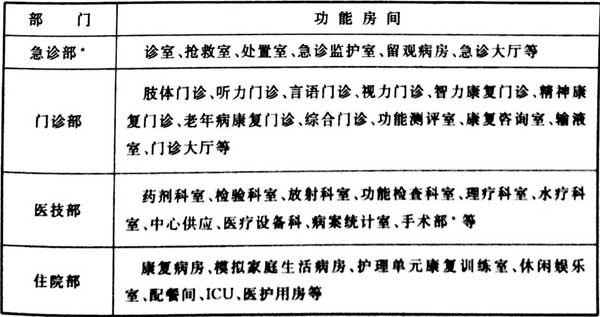 部 门 功能房间
急诊部* 诊室、抢救室、处置室、急诊监护室、留观病房、急诊大厅等
肢体门诊、听力门诊、言语门诊、视力门诊、智力康复门诊、精神康
门诊部 复门诊、老年病康复门诊、综合门诊、功能测评室、康复咨询室、输液
室、门诊大厅等
药剂科室、检验科室、放射科室、功能检查科室、理疗科室、水疗科
医技部
室、中心供应、医疗设备科、病案统计室、手术部*等
康复病房、模拟家庭生活病房、护理单元康复训练室、休闲娱乐
住院部
室、配餐间、ICU、医护用房等